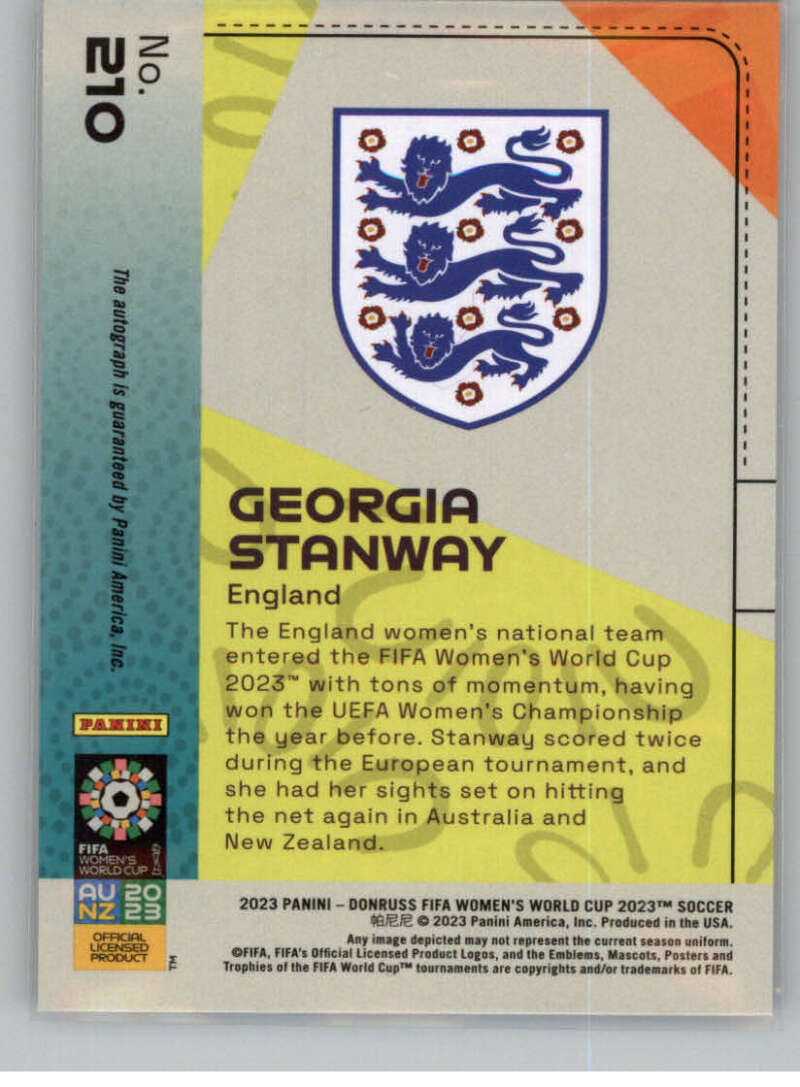 No.
210
The autograph is guaranteed by Panini America, Inc.
GEORGIA
STANWAY
England
The England women's national team
entered the FIFA Women's World Cup
2023™ with tons of momentum, having
won the UEFA Women's Championship
the year before. Stanway scored twice
during the European tournament, and
she had her sights set on hitting
the net again in Australia and
New Zealand.
PANINI
FIFA
WOMEN'S
WORLD CUP
AU 20
NZ 23
OFFICIAL
LICENSED
PRODUCT
TM
2023 PANINI – DONRUSS FIFA WOMEN'S WORLD CUP 2023™ SOCCER
帕尼尼 © 2023 Panini America, Inc. Produced in the USA.
Any image depicted may not represent the current season uniform.
©FIFA, FIFA's Official Licensed Product Logos, and the Emblems, Mascots, Posters and
Trophies of the FIFA World Cup™ tournaments are copyrights and/or trademarks of FIFA.